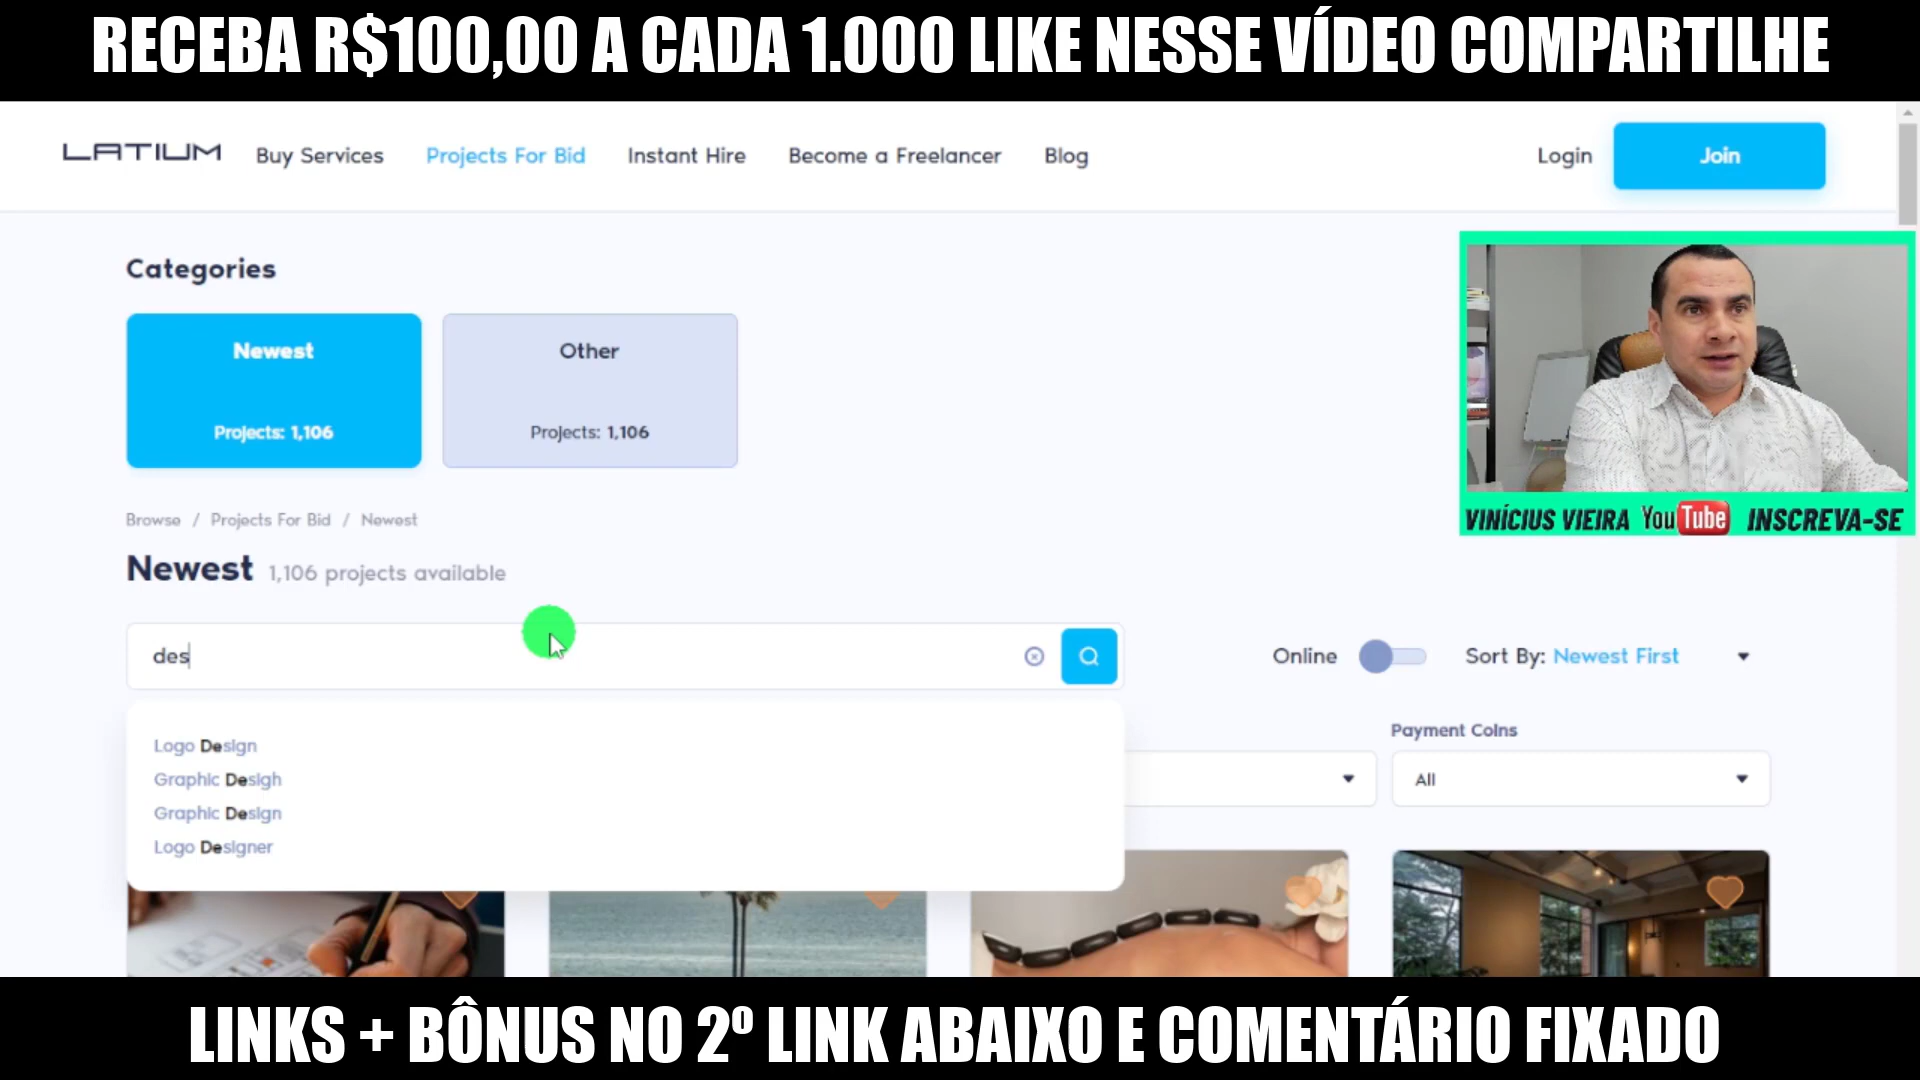 RECEBA R$100,00 A CADA 1.000 LIKE NESSE VÍDEO COMPARTILHE
LATIUM Buy Services Projects For Bid Instant Hire Become a Freelancer Blog Login Join
Categories
Newest
Projects: 1,106
Other
Projects: 1,106
VINÍCIUS VIEIRA YouTube INSCREVA-SE
Browse / Projects For Bid / Newest
Newest 1,106 projects available
des
Online
Sort By: Newest First
Logo Design
Graphic Desigh
Graphic Design
Logo Designer
Payment Coins
All
LINKS + BÔNUS NO 2º LINK ABAIXO E COMENTÁRIO FIXADO